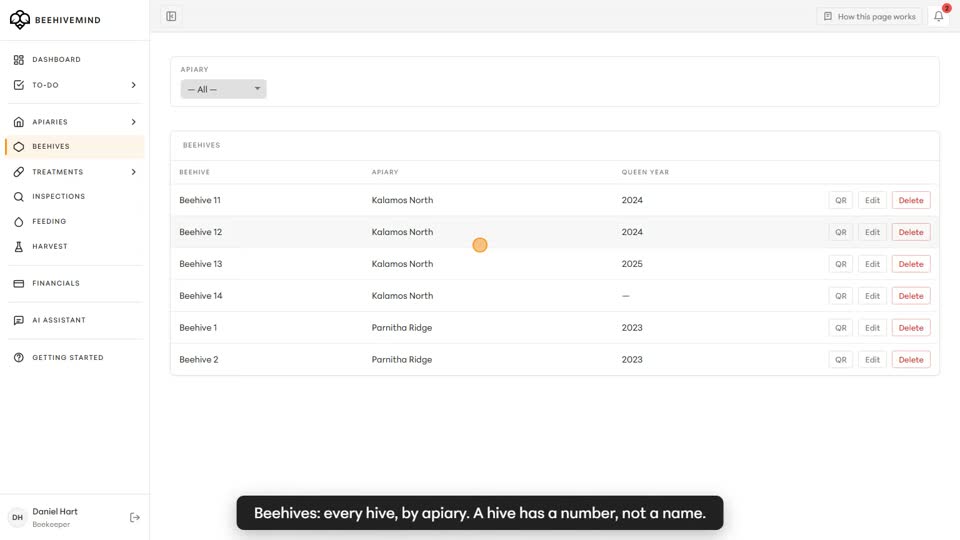 BEEHIVEMIND
How this page works
2
DASHBOARD
TO-DO
APIARIES
BEEHIVES
TREATMENTS
INSPECTIONS
FEEDING
HARVEST
FINANCIALS
AI ASSISTANT
GETTING STARTED
DH
Daniel Hart
Beekeeper
APIARY
— All —
BEEHIVES
BEEHIVE APIARY QUEEN YEAR
Beehive 11 Kalamos North 2024 QR Edit Delete
Beehive 12 Kalamos North 2024 QR Edit Delete
Beehive 13 Kalamos North 2025 QR Edit Delete
Beehive 14 Kalamos North — QR Edit Delete
Beehive 1 Parnitha Ridge 2023 QR Edit Delete
Beehive 2 Parnitha Ridge 2023 QR Edit Delete
Beehives: every hive, by apiary. A hive has a number, not a name.